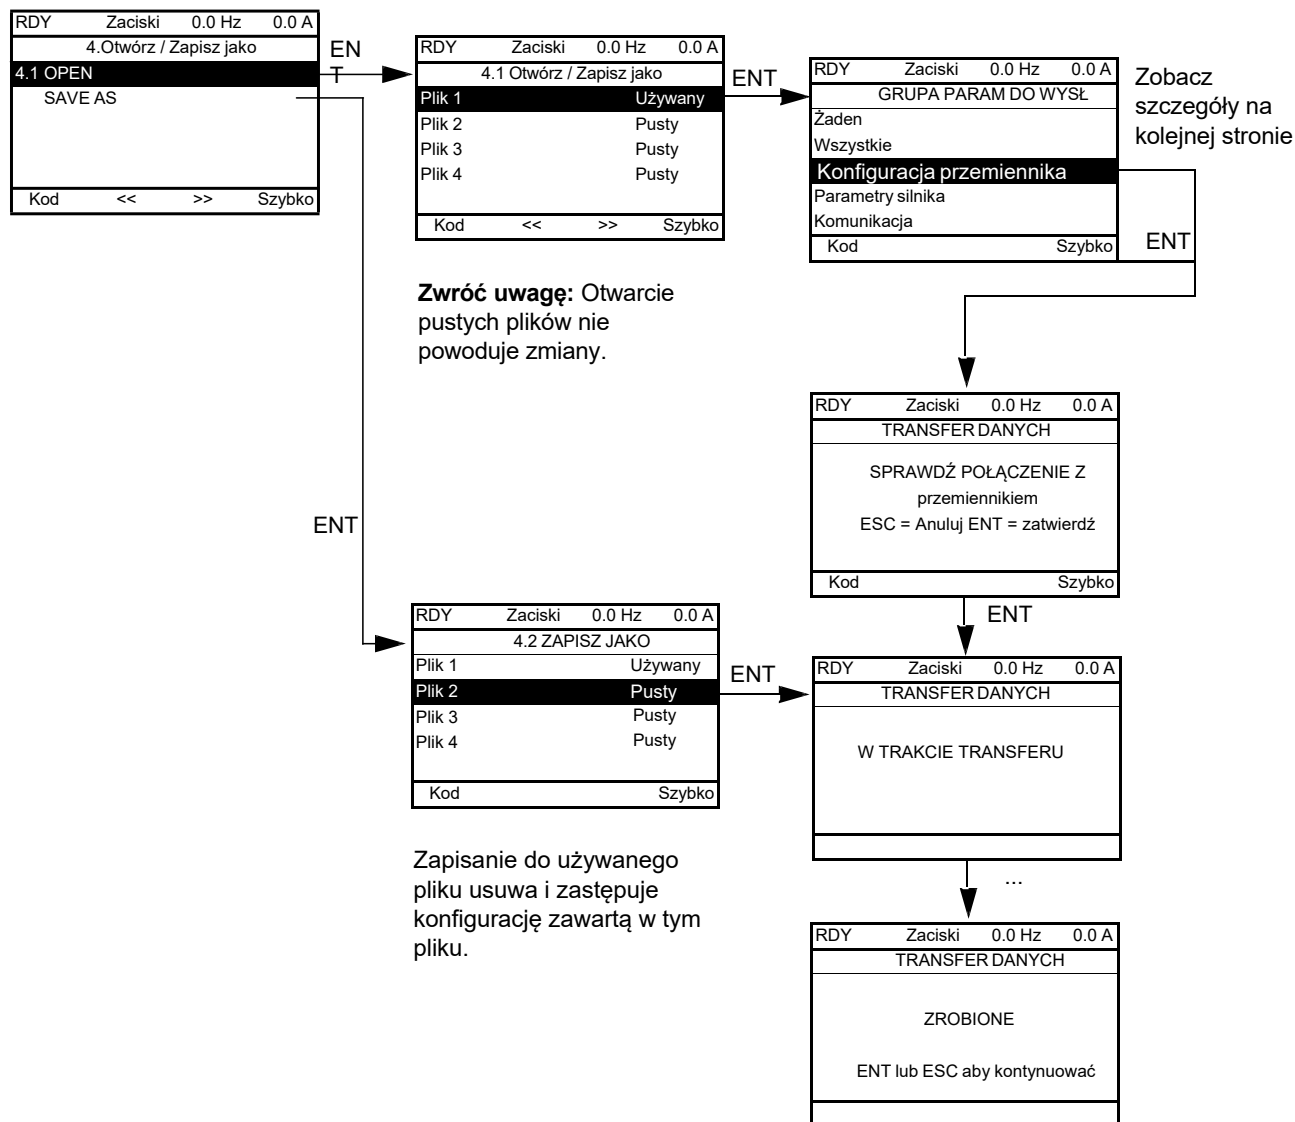 RDY Zaciski 0.0 Hz 0.0 A
4.Otwórz / Zapisz jako
4.1 OPEN
SAVE AS
Kod << >> Szybko
EN
T
RDY Zaciski 0.0 Hz 0.0 A
4.1 Otwórz / Zapisz jako
Plik 1 Używany
Plik 2 Pusty
Plik 3 Pusty
Plik 4 Pusty
Kod << >> Szybko
ENT
RDY Zaciski 0.0 Hz 0.0 A
GRUPA PARAM DO WYSŁ
Żaden
Wszystkie
Konfiguracja przemiennika
Parametry silnika
Komunikacja
Kod Szybko
Zobacz
szczegóły na
kolejnej stronie
ENT
Zwróć uwagę: Otwarcie
pustych plików nie
powoduje zmiany.
RDY Zaciski 0.0 Hz 0.0 A
TRANSFER DANYCH
SPRAWDŹ POŁĄCZENIE Z
przemiennikiem
ESC = Anuluj ENT = zatwierdź
Kod Szybko
ENT
ENT
RDY Zaciski 0.0 Hz 0.0 A
4.2 ZAPISZ JAKO
Plik 1 Używany
Plik 2 Pusty
Plik 3 Pusty
Plik 4 Pusty
Kod Szybko
ENT
RDY Zaciski 0.0 Hz 0.0 A
TRANSFER DANYCH
W TRAKCIE TRANSFERU
...
Zapisanie do używanego
pliku usuwa i zastępuje
konfigurację zawartą w tym
pliku.
RDY Zaciski 0.0 Hz 0.0 A
TRANSFER DANYCH
ZROBIONE
ENT lub ESC aby kontynuować